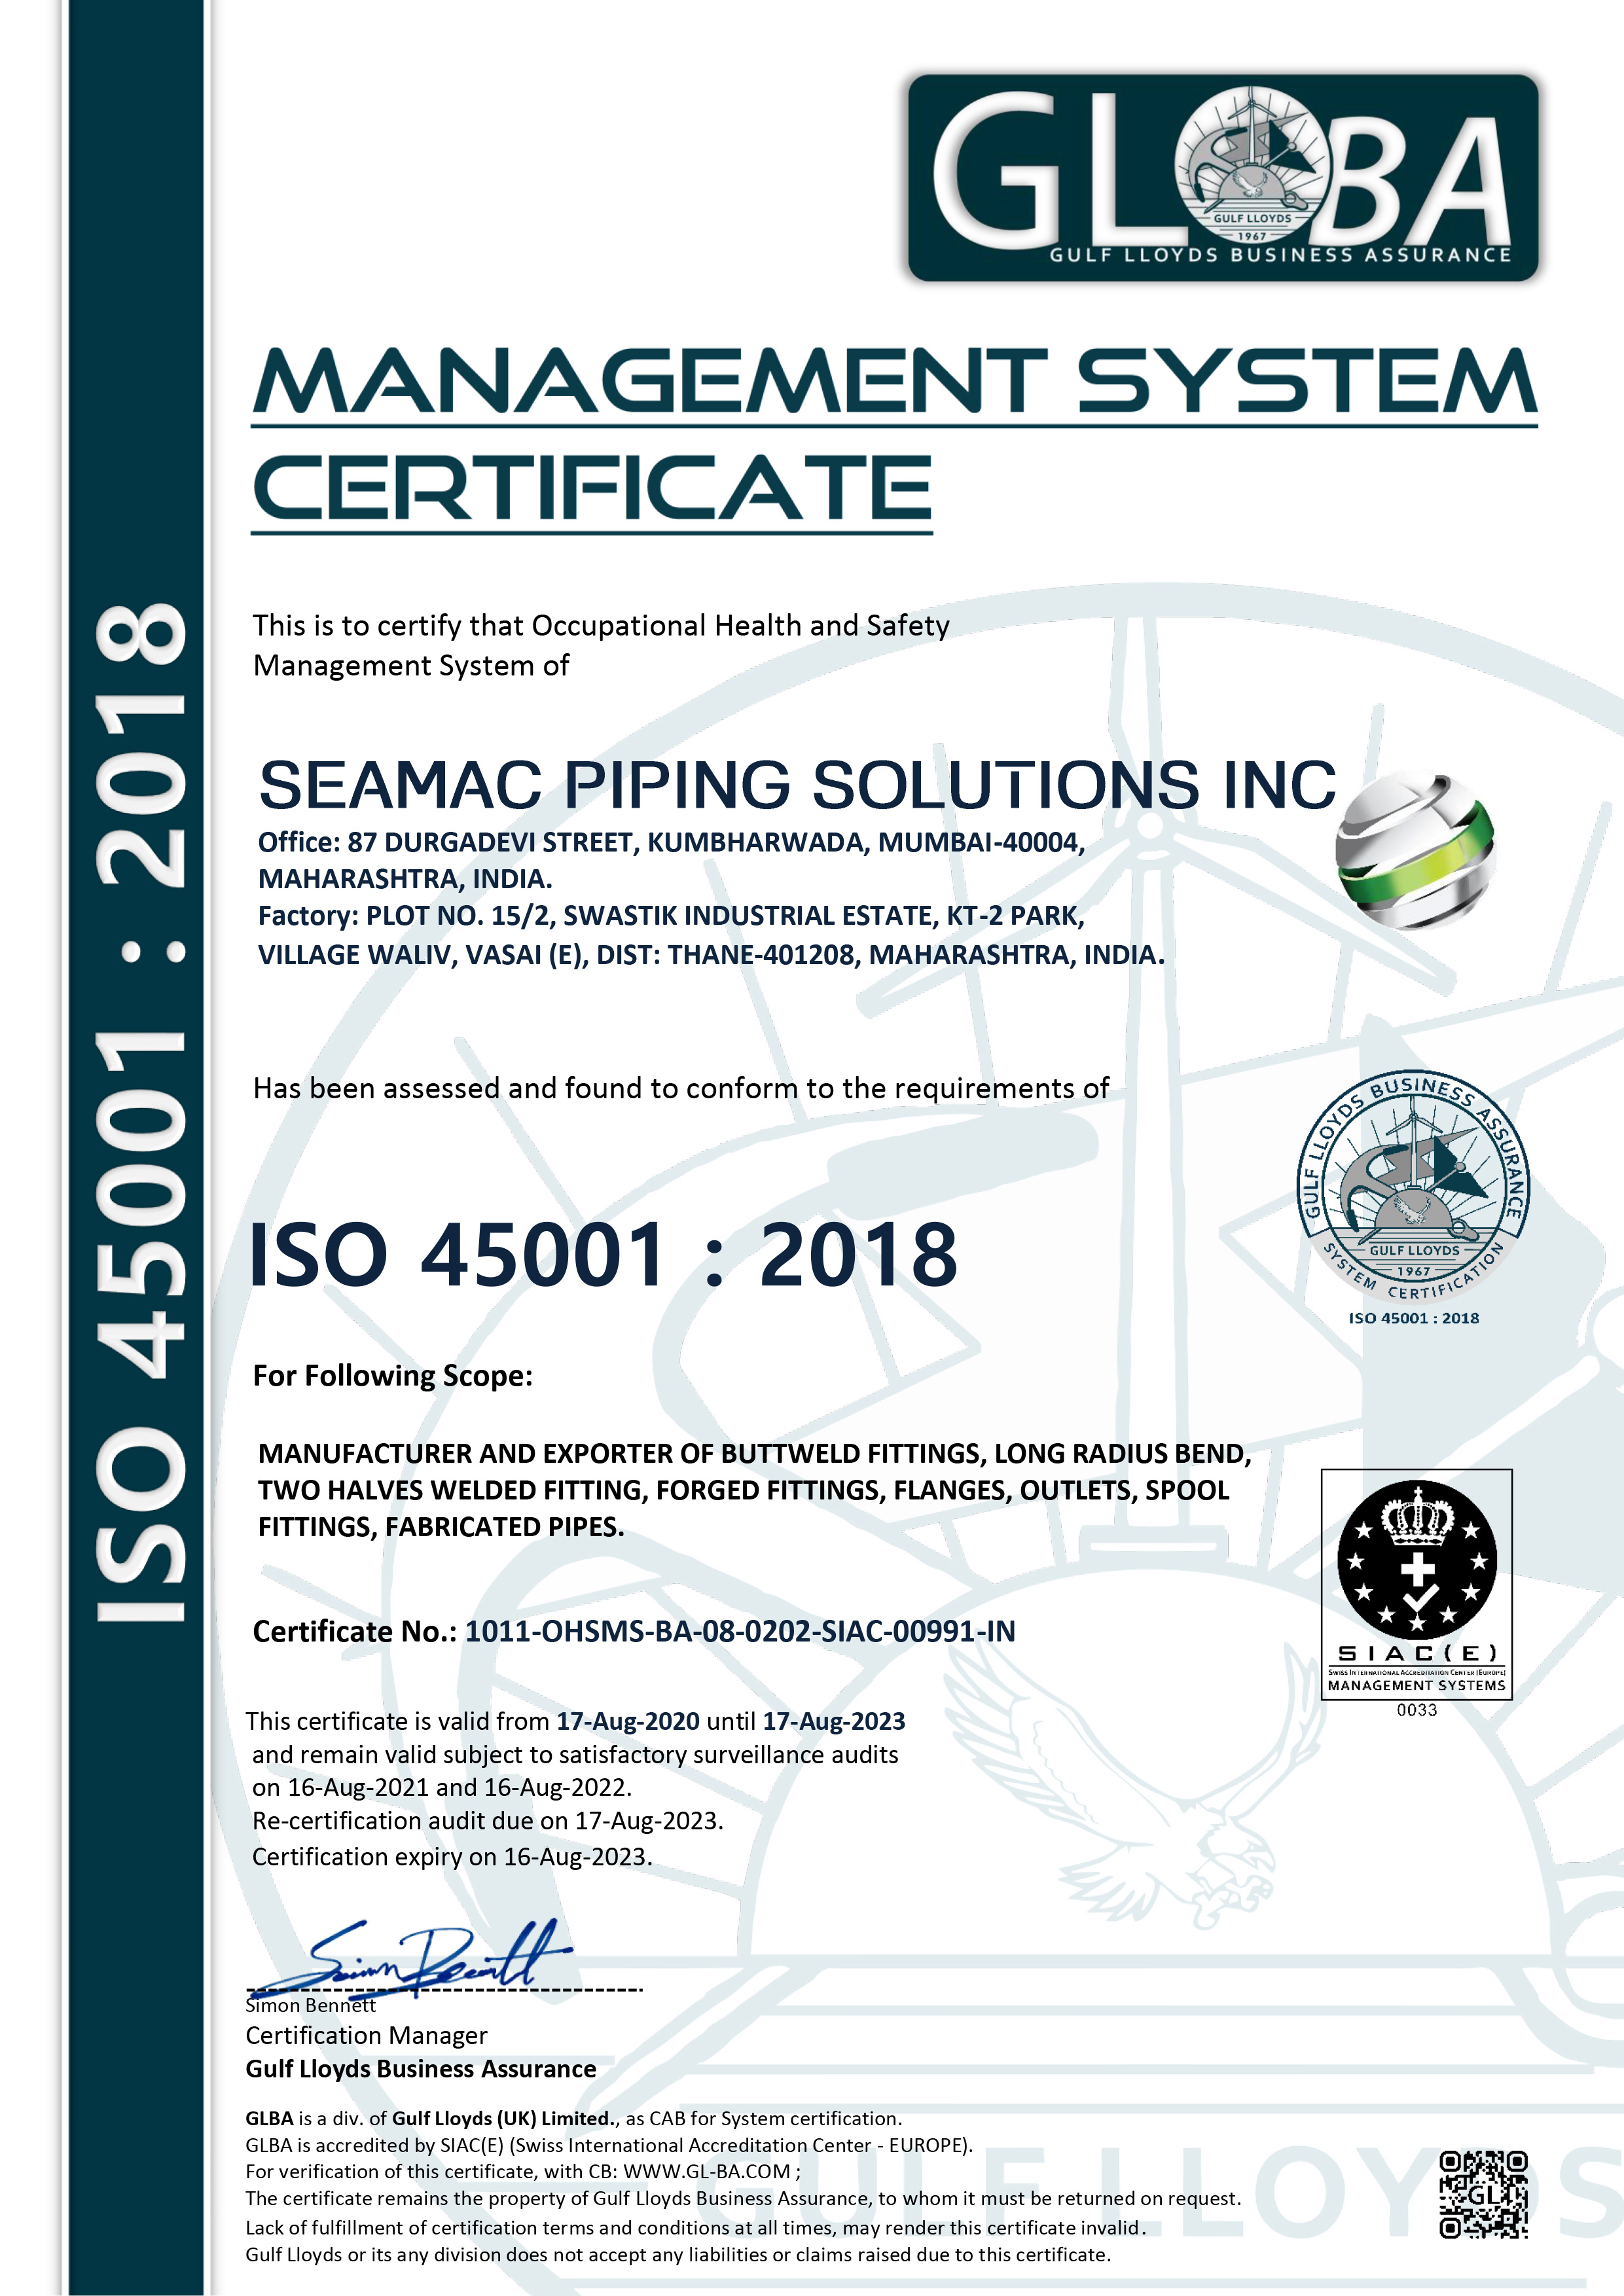 ISO 45001 : 2018
GL BA
GULF LLOYDS
1967
GULF LLOYDS BUSINESS ASSURANCE
MANAGEMENT SYSTEM
CERTIFICATE
This is to certify that Occupational Health and Safety
Management System of
SEAMAC PIPING SOLUTIONS INC
Office: 87 DURGADEVI STREET, KUMBHARWADA, MUMBAI-40004,
MAHARASHTRA, INDIA.
Factory: PLOT NO. 15/2, SWASTIK INDUSTRIAL ESTATE, KT-2 PARK,
VILLAGE WALIV, VASAI (E), DIST: THANE-401208, MAHARASHTRA, INDIA.
Has been assessed and found to conform to the requirements of
GULF LLOYDS BUSINESS ASSURANCE
GULF LLOYDS
1967
SYSTEM CERTIFICATION
ISO 45001 : 2018
ISO 45001 : 2018
For Following Scope:
MANUFACTURER AND EXPORTER OF BUTTWELD FITTINGS, LONG RADIUS BEND,
TWO HALVES WELDED FITTING, FORGED FITTINGS, FLANGES, OUTLETS, SPOOL
FITTINGS, FABRICATED PIPES.
Certificate No.: 1011-OHSMS-BA-08-0202-SIAC-00991-IN
SIAC(E)
SWISS INTERNATIONAL ACCREDITATION CENTER (EUROPE)
MANAGEMENT SYSTEMS
0033
This certificate is valid from 17-Aug-2020 until 17-Aug-2023
and remain valid subject to satisfactory surveillance audits
on 16-Aug-2021 and 16-Aug-2022.
Re-certification audit due on 17-Aug-2023.
Certification expiry on 16-Aug-2023.
Simon Bennett
Certification Manager
Gulf Lloyds Business Assurance
GLBA is a div. of Gulf Lloyds (UK) Limited., as CAB for System certification.
GLBA is accredited by SIAC(E) (Swiss International Accreditation Center - EUROPE).
For verification of this certificate, with CB: WWW.GL-BA.COM ;
The certificate remains the property of Gulf Lloyds Business Assurance, to whom it must be returned on request.
Lack of fulfillment of certification terms and conditions at all times, may render this certificate invalid.
Gulf Lloyds or its any division does not accept any liabilities or claims raised due to this certificate.
GULF LLOYDS
GL